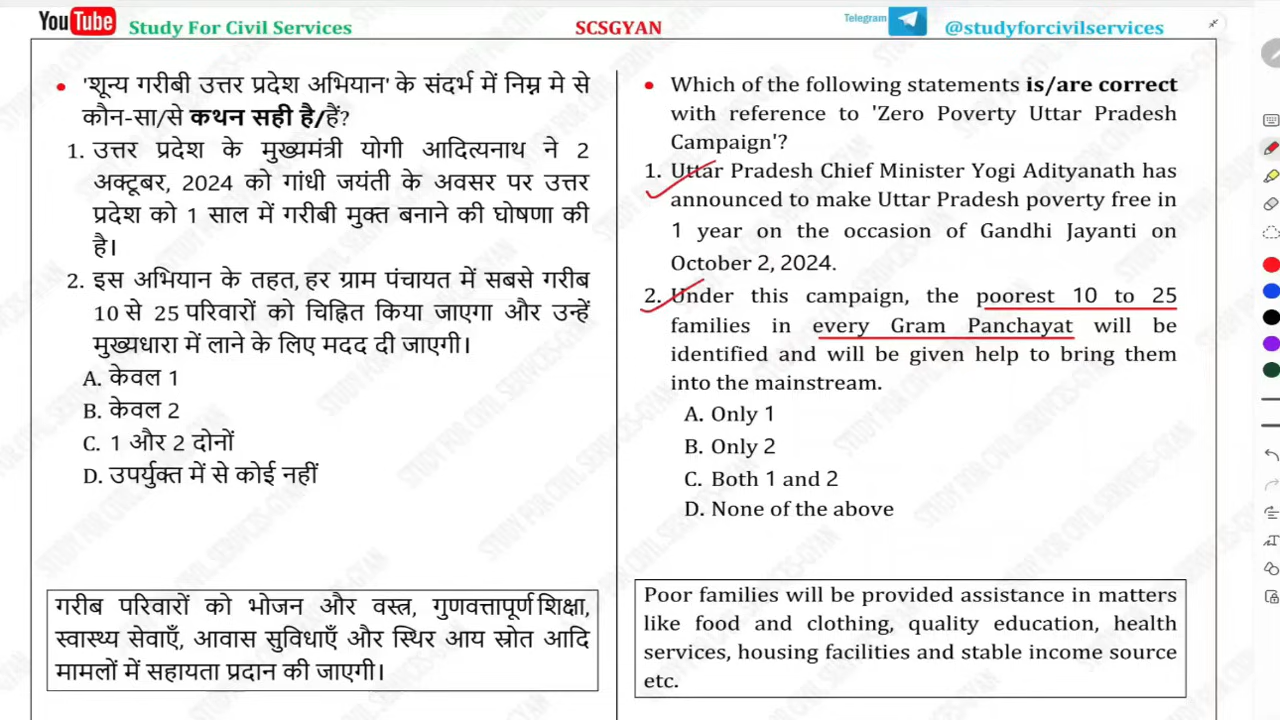 YouTube Study For Civil Services SCSGYAN Telegram @studyforcivilservices
'शून्य गरीबी उत्तर प्रदेश अभियान' के संदर्भ में निम्न मे से
कौन-सा/से कथन सही है/हैं?
1. उत्तर प्रदेश के मुख्यमंत्री योगी आदित्यनाथ ने 2
अक्टूबर, 2024 को गांधी जयंती के अवसर पर उत्तर
प्रदेश को 1 साल में गरीबी मुक्त बनाने की घोषणा की
है।
2. इस अभियान के तहत, हर ग्राम पंचायत में सबसे गरीब
10 से 25 परिवारों को चिह्नित किया जाएगा और उन्हें
मुख्यधारा में लाने के लिए मदद दी जाएगी।
A. केवल 1
B. केवल 2
C. 1 और 2 दोनों
D. उपर्युक्त में से कोई नहीं
गरीब परिवारों को भोजन और वस्त्र, गुणवत्तापूर्ण शिक्षा,
स्वास्थ्य सेवाएँ, आवास सुविधाएँ और स्थिर आय स्रोत आदि
मामलों में सहायता प्रदान की जाएगी।
Which of the following statements is/are correct
with reference to 'Zero Poverty Uttar Pradesh
Campaign'?
1. Uttar Pradesh Chief Minister Yogi Adityanath has
announced to make Uttar Pradesh poverty free in
1 year on the occasion of Gandhi Jayanti on
October 2, 2024.
2. Under this campaign, the poorest 10 to 25
families in every Gram Panchayat will be
identified and will be given help to bring them
into the mainstream.
A. Only 1
B. Only 2
C. Both 1 and 2
D. None of the above
Poor families will be provided assistance in matters
like food and clothing, quality education, health
services, housing facilities and stable income source
etc.